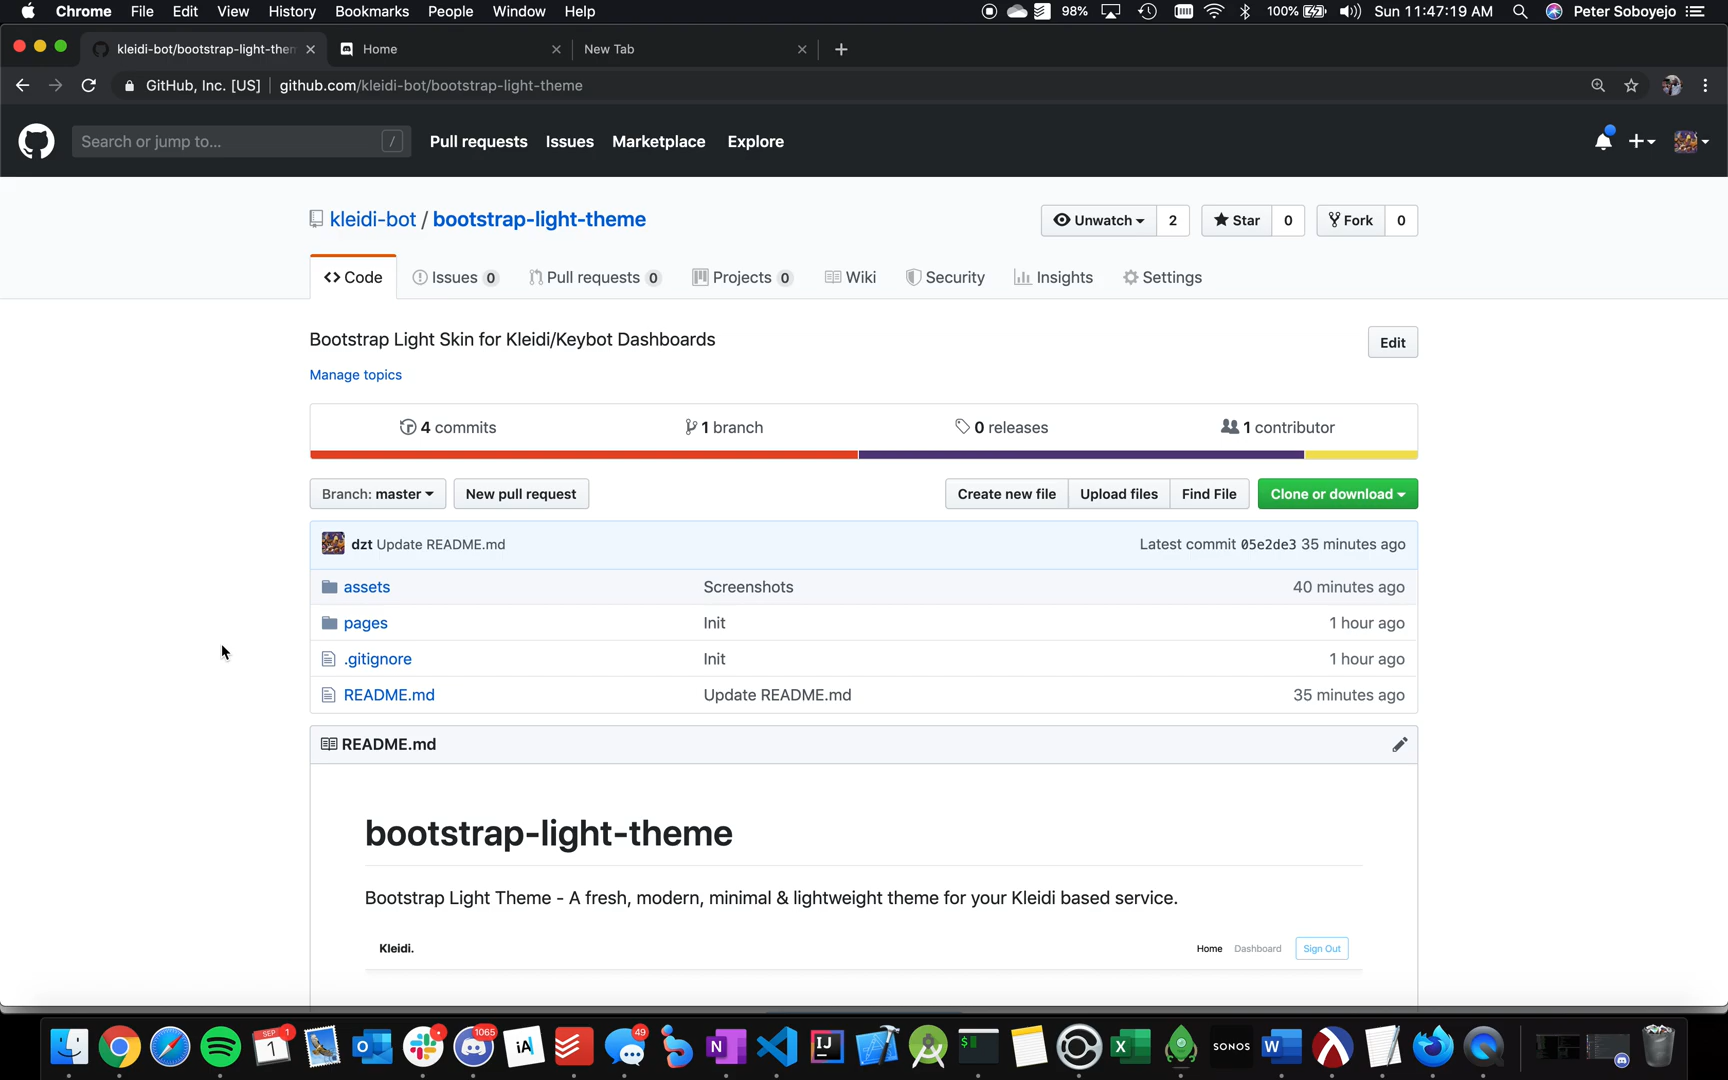 Chrome File Edit View History Bookmarks People Window Help 98% 100% Sun 11:47:19 AM Peter Soboyejo
kleidi-bot/bootstrap-light-them Home New Tab
GitHub, Inc. [US] github.com/kleidi-bot/bootstrap-light-theme
Search or jump to... / Pull requests Issues Marketplace Explore
kleidi-bot / bootstrap-light-theme Unwatch 2 Star 0 Fork 0
Code Issues 0 Pull requests 0 Projects 0 Wiki Security Insights Settings
Bootstrap Light Skin for Kleidi/Keybot Dashboards Edit
Manage topics
4 commits 1 branch 0 releases 1 contributor
Branch: master New pull request Create new file Upload files Find File Clone or download
dzt Update README.md Latest commit 05e2de3 35 minutes ago
assets Screenshots 40 minutes ago
pages Init 1 hour ago
.gitignore Init 1 hour ago
README.md Update README.md 35 minutes ago
README.md
bootstrap-light-theme
Bootstrap Light Theme - A fresh, modern, minimal & lightweight theme for your Kleidi based service.
Kleidi. Home Dashboard Sign Out
SEP 1 1 1065 iA 49 N IJ $ X SONOS W